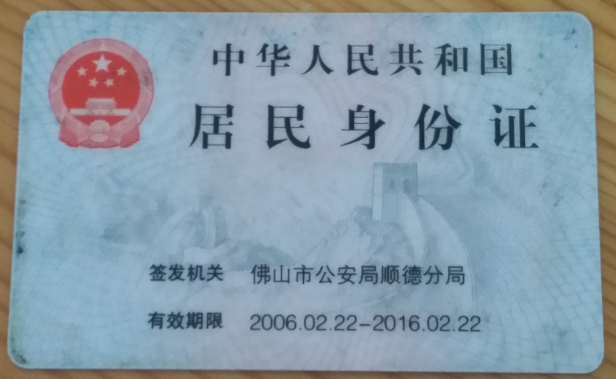 中华人民共和国
居民身份证
签发机关 佛山市公安局顺德分局
有效期限 2006.02.22-2016.02.22